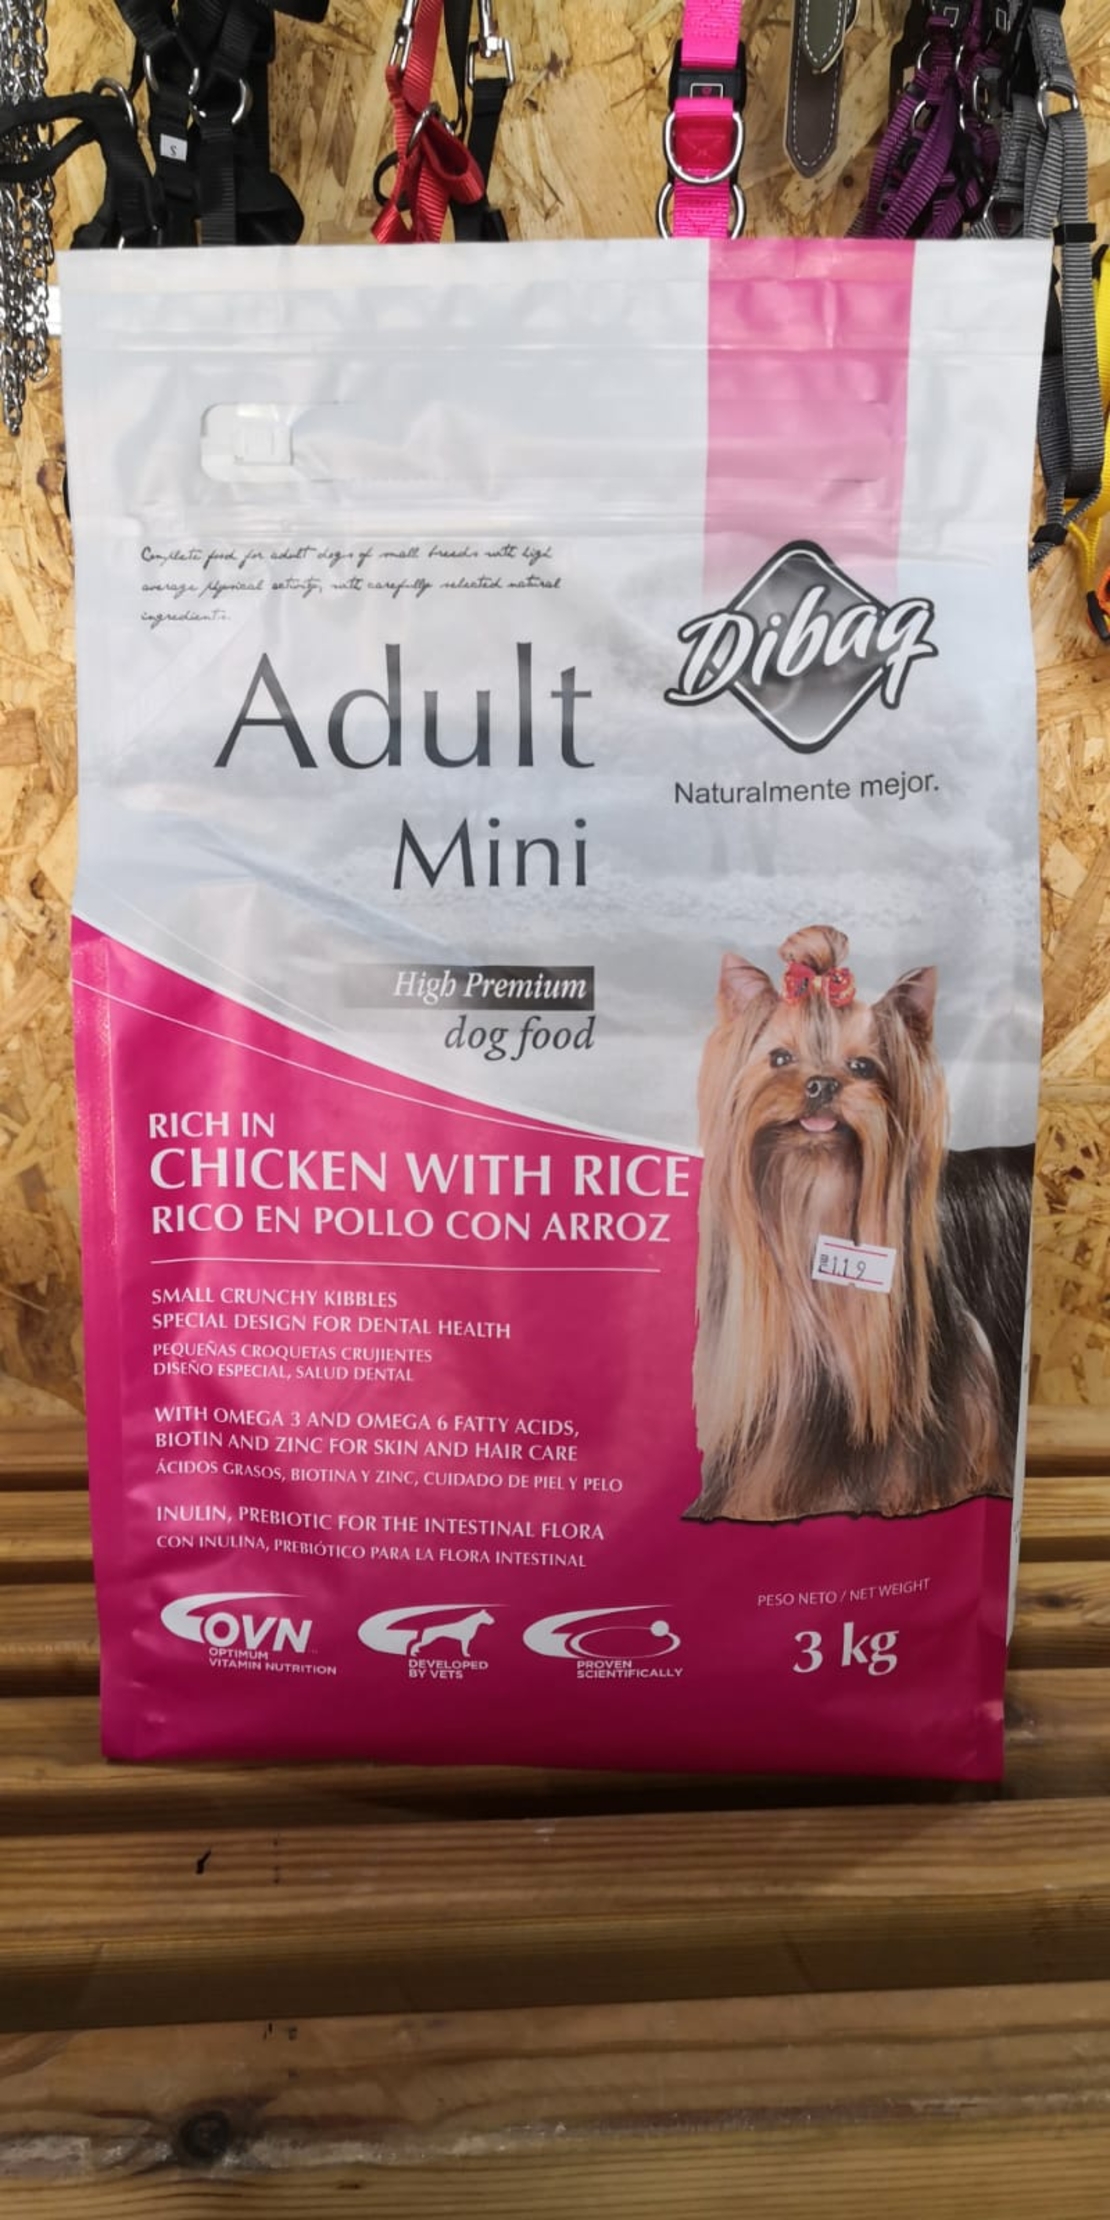 S
Complete food for adult dogs of small breeds with high
average physical activity, with carefully selected natural
ingredients.
Adult
Mini
Dibaq
Naturalmente mejor.
High Premium
dog food
RICH IN
CHICKEN WITH RICE
RICO EN POLLO CON ARROZ
119
SMALL CRUNCHY KIBBLES
SPECIAL DESIGN FOR DENTAL HEALTH
PEQUEÑAS CROQUETAS CRUJIENTES
DISEÑO ESPECIAL, SALUD DENTAL
WITH OMEGA 3 AND OMEGA 6 FATTY ACIDS,
BIOTIN AND ZINC FOR SKIN AND HAIR CARE
ÁCIDOS GRASOS, BIOTINA Y ZINC, CUIDADO DE PIEL Y PELO
INULIN, PREBIOTIC FOR THE INTESTINAL FLORA
CON INULINA, PREBIÓTICO PARA LA FLORA INTESTINAL
OVN
OPTIMUM
VITAMIN NUTRITION
DEVELOPED
BY VETS
PROVEN
SCIENTIFICALLY
PESO NETO / NET WEIGHT
3 kg